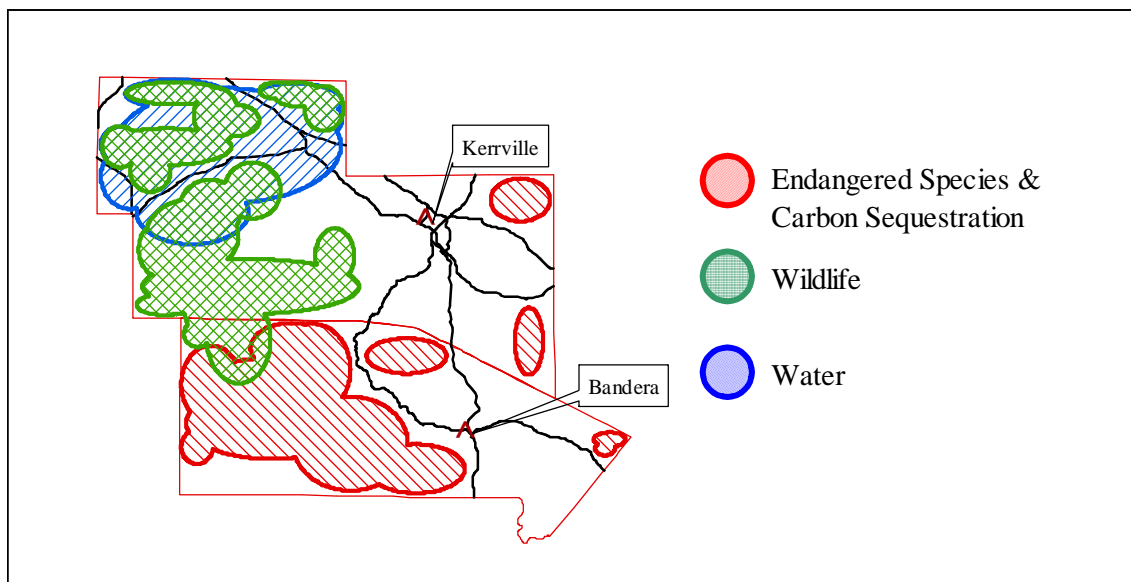 Kerrville
Endangered Species &
Carbon Sequestration
Wildlife
Water
Bandera